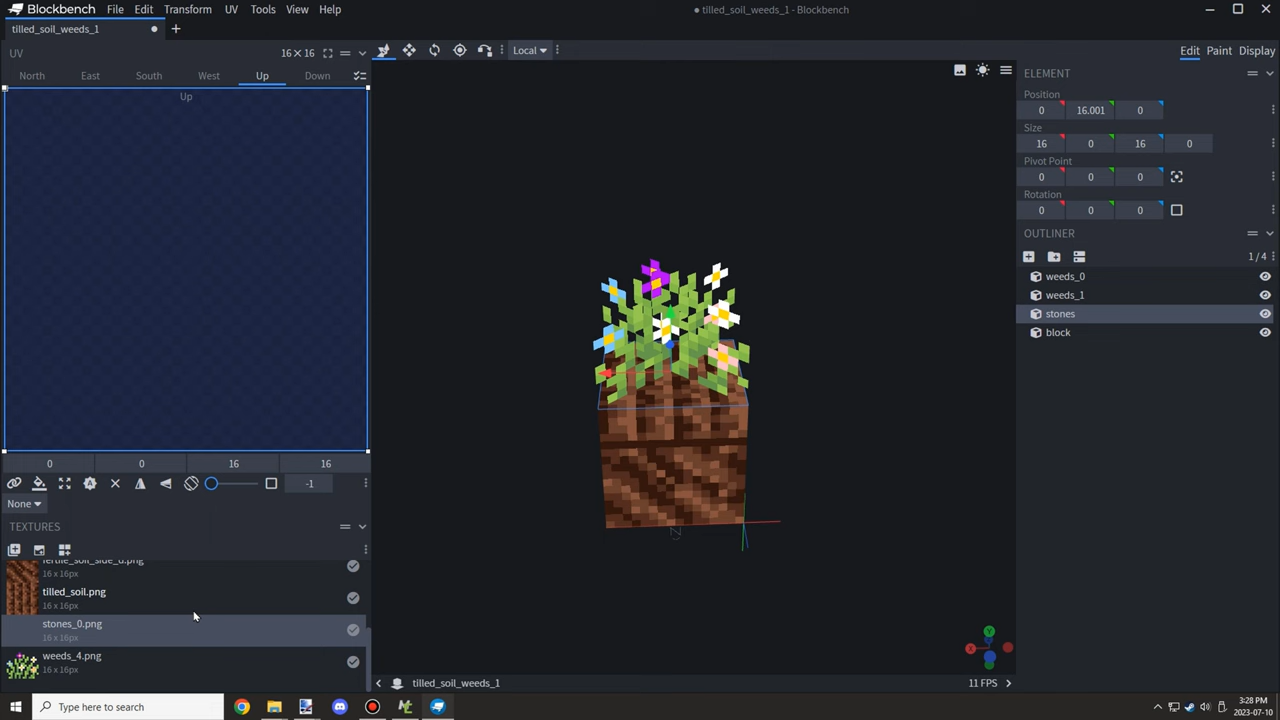 Blockbench File Edit Transform UV Tools View Help
tilled_soil_weeds_1 - Blockbench
tilled_soil_weeds_1
UV
16 × 16
Local
Edit Paint Display
North East South West Up Down
Up
ELEMENT
Position
0 16.001 0
Size
16 0 16 0
Pivot Point
0 0 0
Rotation
0 0 0
OUTLINER
1 / 4
weeds_0
weeds_1
stones
block
0 0 16 16
-1
None
TEXTURES
fertile_soil_side_0.png
16 x 16px
tilled_soil.png
16 x 16px
stones_0.png
16 x 16px
weeds_4.png
16 x 16px
N
X
Y
Z
tilled_soil_weeds_1
11 FPS
Type here to search
3:28 PM
2023-07-10